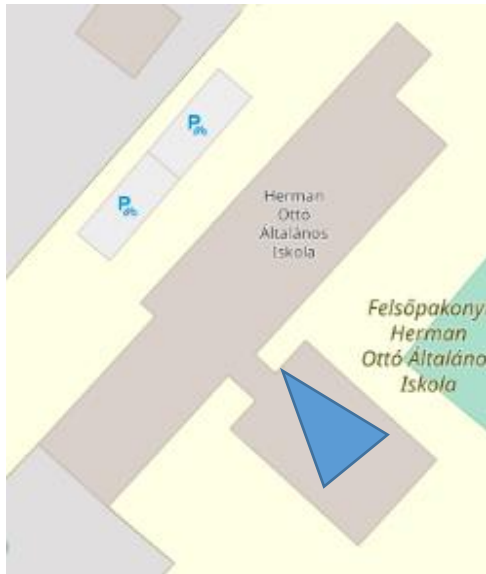 P
P
Herman
Ottó
Általános
Iskola
Felsőpakony
Herman
Ottó Általáno
Iskola